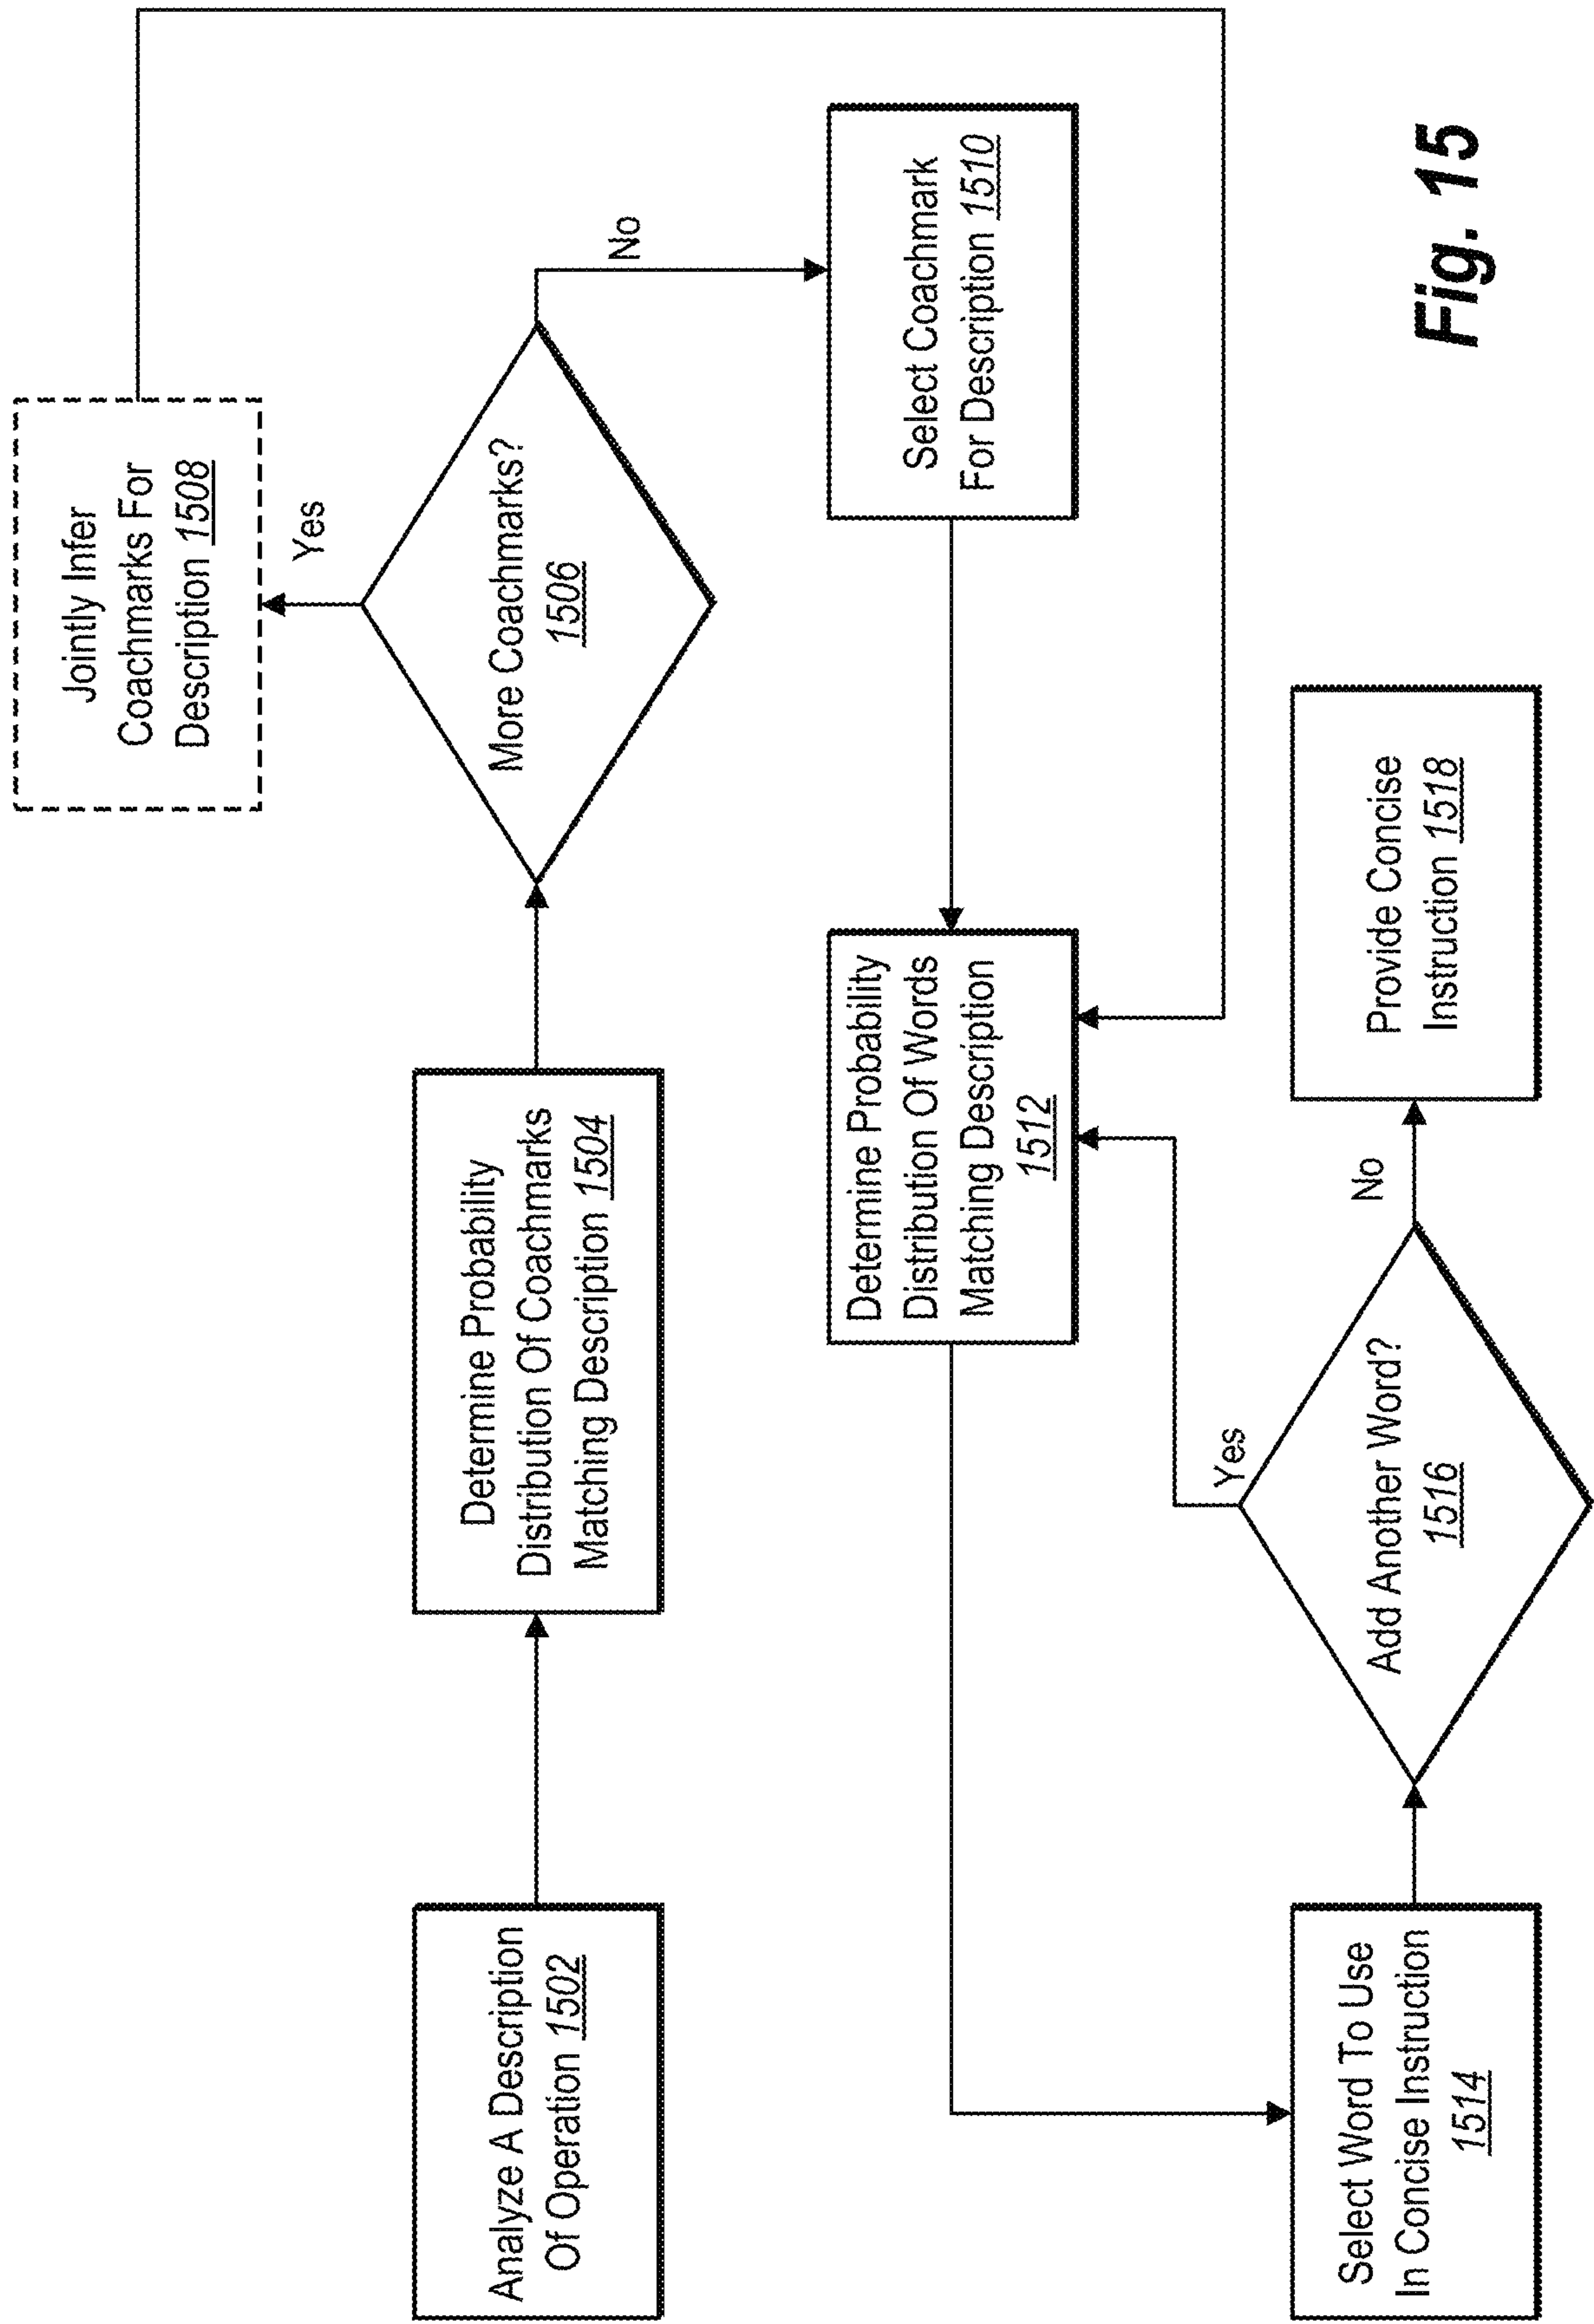 Analyze A Description
Of Operation 1502
Determine Probability
Distribution Of Coachmarks
Matching Description 1504
More Coachmarks?
1506
Yes
Jointly Infer
Coachmarks For
Description 1508
No
Select Coachmark
For Description 1510
Determine Probability
Distribution Of Words
Matching Description
1512
Select Word To Use
In Concise Instruction
1514
Add Another Word?
1516
Yes
No
Provide Concise
Instruction 1518
Fig. 15